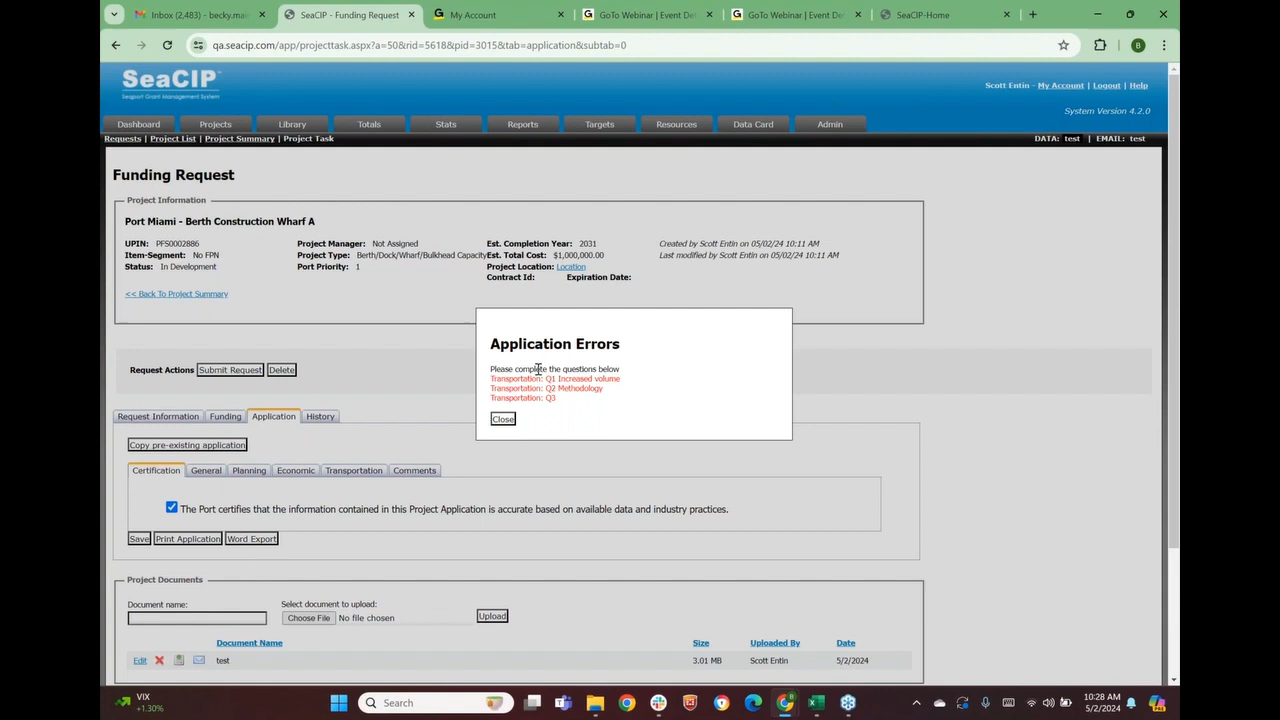 Inbox (2,483) - becky.mai
SeaCIP - Funding Request
My Account
GoTo Webinar | Event Del
GoTo Webinar | Event Det
SeaCIP-Home
qa.seacip.com/app/projecttask.aspx?a=50&rid=5618&pid=3015&tab=application&subtab=0
B
SeaCIP
Seaport Grant Management System
Scott Entin - My Account | Logout | Help
System Version 4.2.0
Dashboard Projects Library Totals Stats Reports Targets Resources Data Card Admin
Requests | Project List | Project Summary | Project Task DATA: test | EMAIL: test
Funding Request
Project Information
Port Miami - Berth Construction Wharf A
UPIN: PFS0002886 Project Manager: Not Assigned Est. Completion Year: 2031 Created by Scott Entin on 05/02/24 10:11 AM
Item-Segment: No FPN Project Type: Berth/Dock/Wharf/Bulkhead Capacity Est. Total Cost: $1,000,000.00 Last modified by Scott Entin on 05/02/24 10:11 AM
Status: In Development Port Priority: 1 Project Location: Location
Contract Id: Expiration Date:
<< Back To Project Summary
Application Errors
Please complete the questions below
Transportation: Q1 Increased volume
Transportation: Q2 Methodology
Transportation: Q3
Close
Request Actions Submit Request Delete
Request Information Funding Application History
Copy pre-existing application
Certification General Planning Economic Transportation Comments
The Port certifies that the information contained in this Project Application is accurate based on available data and industry practices.
Save Print Application Word Export
Project Documents
Document name: Select document to upload:
Choose File No file chosen Upload
Document Name Size Uploaded By Date
Edit test 3.01 MB Scott Entin 5/2/2024
VIX
+1.30%
Search
10:28 AM
5/2/2024